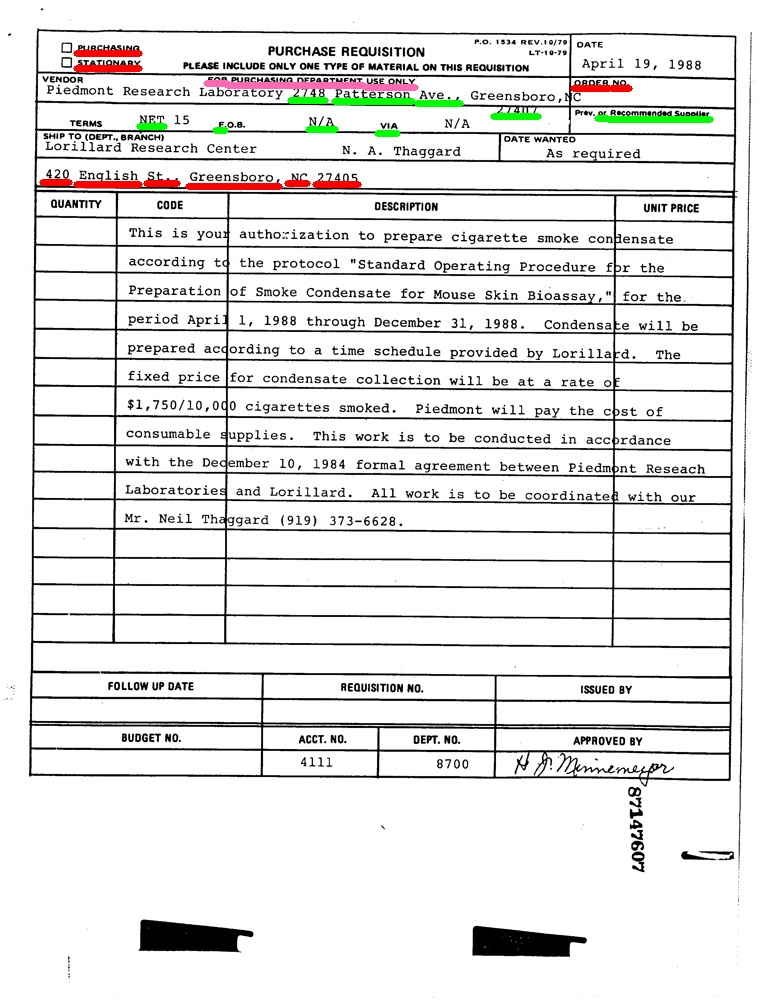 PURCHASING
STATIONARY
PURCHASE REQUISITION
PLEASE INCLUDE ONLY ONE TYPE OF MATERIAL ON THIS REQUISITION
P.O. 1534 REV.10/79
LT-10-79
DATE
April 19, 1988
VENDOR
FOR PURCHASING DEPARTMENT USE ONLY
ORDER NO.
Piedmont Research Laboratory 2748 Patterson Ave., Greensboro, NC
27407
Prev. or Recommended Supplier
TERMS NET 15 F.O.B. N/A VIA N/A
SHIP TO (DEPT., BRANCH)
DATE WANTED
Lorillard Research Center N. A. Thaggard As required
420 English St., Greensboro, NC 27405
QUANTITY CODE DESCRIPTION UNIT PRICE
This is your authorization to prepare cigarette smoke condensate
according to the protocol "Standard Operating Procedure for the
Preparation of Smoke Condensate for Mouse Skin Bioassay," for the
period April 1, 1988 through December 31, 1988. Condensate will be
prepared according to a time schedule provided by Lorillard. The
fixed price for condensate collection will be at a rate of
$1,750/10,000 cigarettes smoked. Piedmont will pay the cost of
consumable supplies. This work is to be conducted in accordance
with the December 10, 1984 formal agreement between Piedmont Reseach
Laboratories and Lorillard. All work is to be coordinated with our
Mr. Neil Thaggard (919) 373-6628.
FOLLOW UP DATE REQUISITION NO. ISSUED BY
BUDGET NO. ACCT. NO. DEPT. NO. APPROVED BY
4111 8700 H J. Minnemeyer
87147607